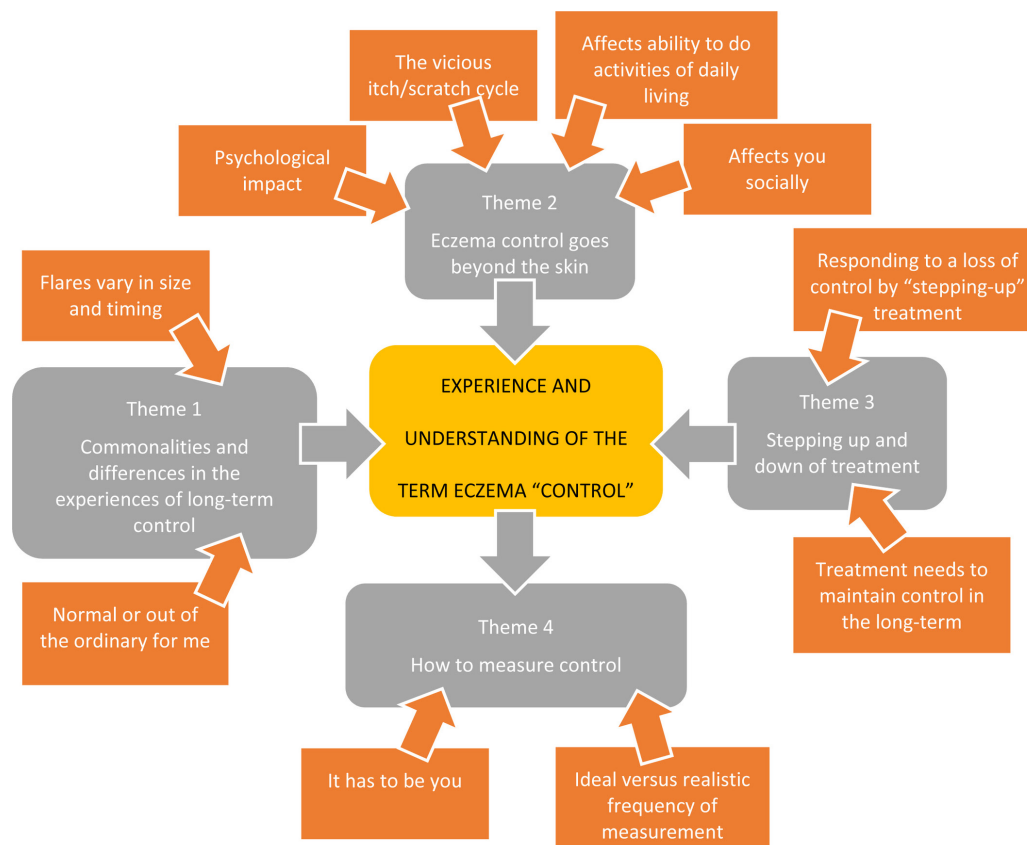 The vicious
itch/scratch cycle
Affects ability to do
activities of daily
living
Psychological
impact
Affects you
socially
Theme 2
Eczema control goes
beyond the skin
Flares vary in size
and timing
Responding to a loss of
control by “stepping-up”
treatment
Theme 1
Commonalities and
differences in the
experiences of long-term
control
EXPERIENCE AND
UNDERSTANDING OF THE
TERM ECZEMA “CONTROL”
Theme 3
Stepping up and
down of treatment
Normal or out of
the ordinary for me
Treatment needs to
maintain control in
the long-term
Theme 4
How to measure control
It has to be you
Ideal versus realistic
frequency of
measurement